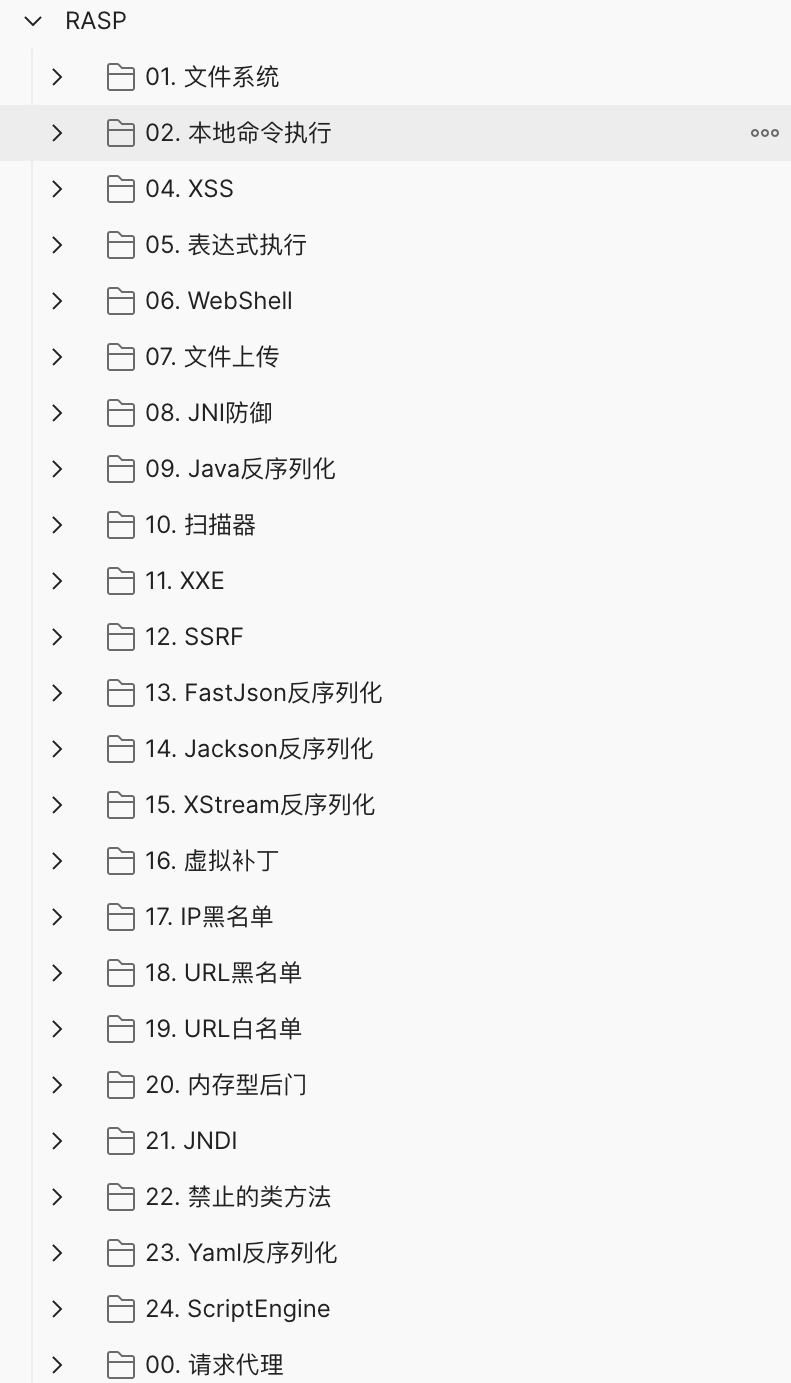 RASP
01. 文件系统
02. 本地命令执行
04. XSS
05. 表达式执行
06. WebShell
07. 文件上传
08. JNI防御
09. Java反序列化
10. 扫描器
11. XXE
12. SSRF
13. FastJson反序列化
14. Jackson反序列化
15. XStream反序列化
16. 虚拟补丁
17. IP黑名单
18. URL黑名单
19. URL白名单
20. 内存型后门
21. JNDI
22. 禁止的类方法
23. Yaml反序列化
24. ScriptEngine
00. 请求代理